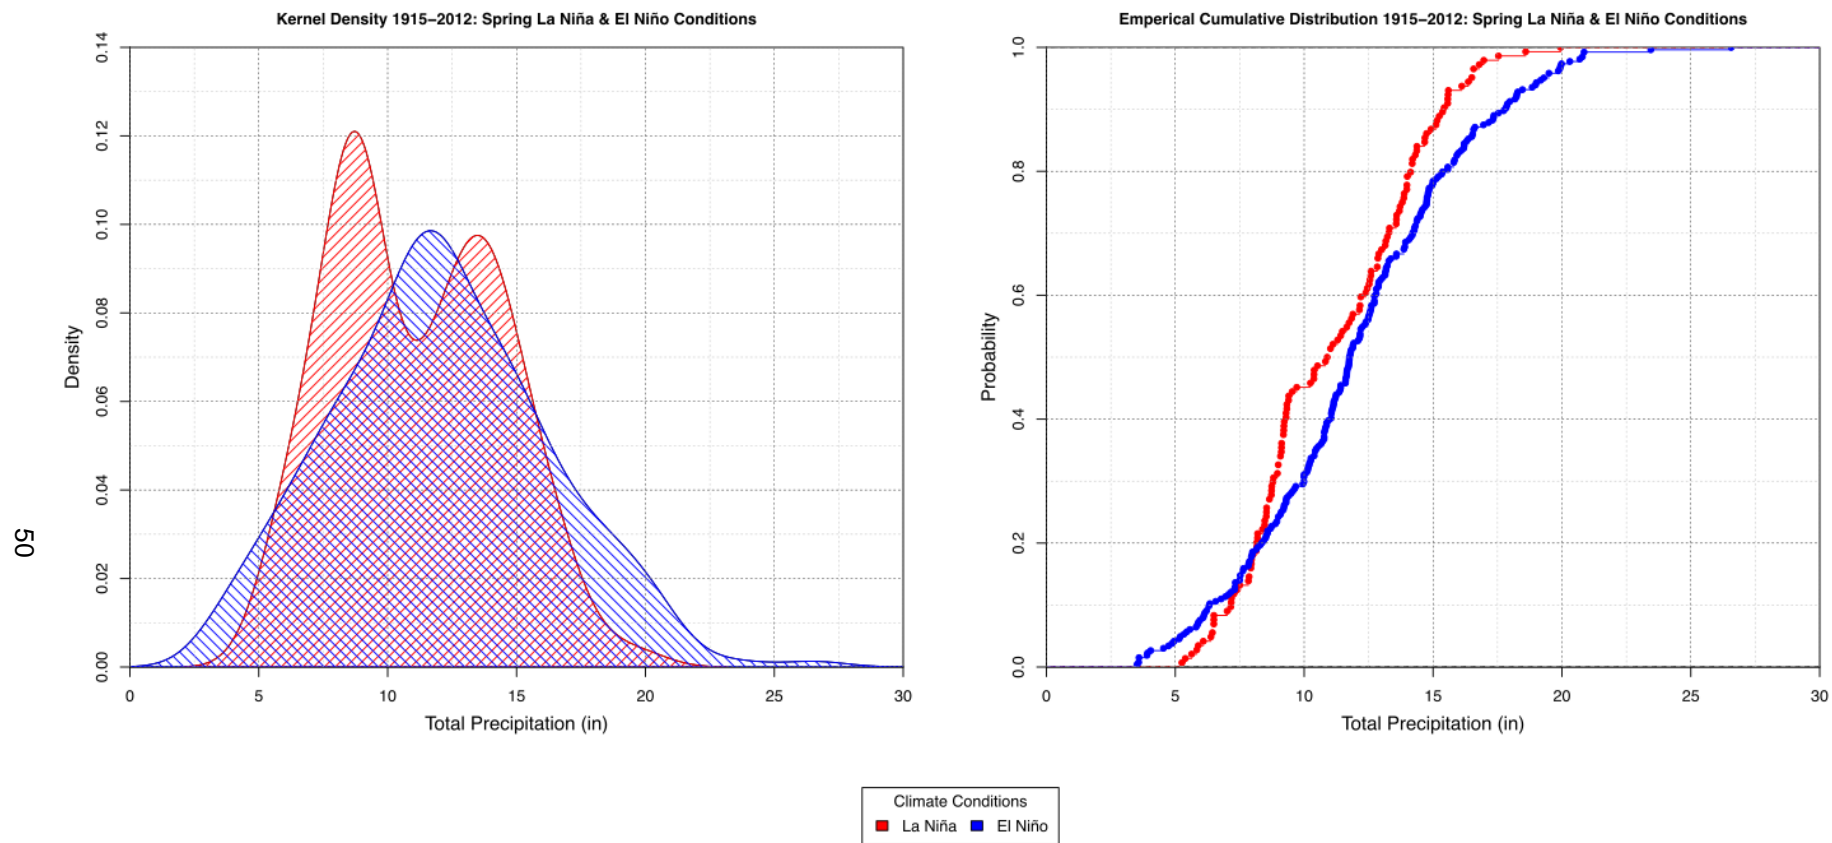 Kernel Density 1915–2012: Spring La Niña & El Niño Conditions
0.14
0.12
0.10
0.08
0.06
0.04
0.02
0.00
Density
0 5 10 15 20 25 30
Total Precipitation (in)
Emperical Cumulative Distribution 1915–2012: Spring La Niña & El Niño Conditions
1.0
0.8
0.6
0.4
0.2
0.0
Probability
0 5 10 15 20 25 30
Total Precipitation (in)
50
Climate Conditions
La Niña El Niño